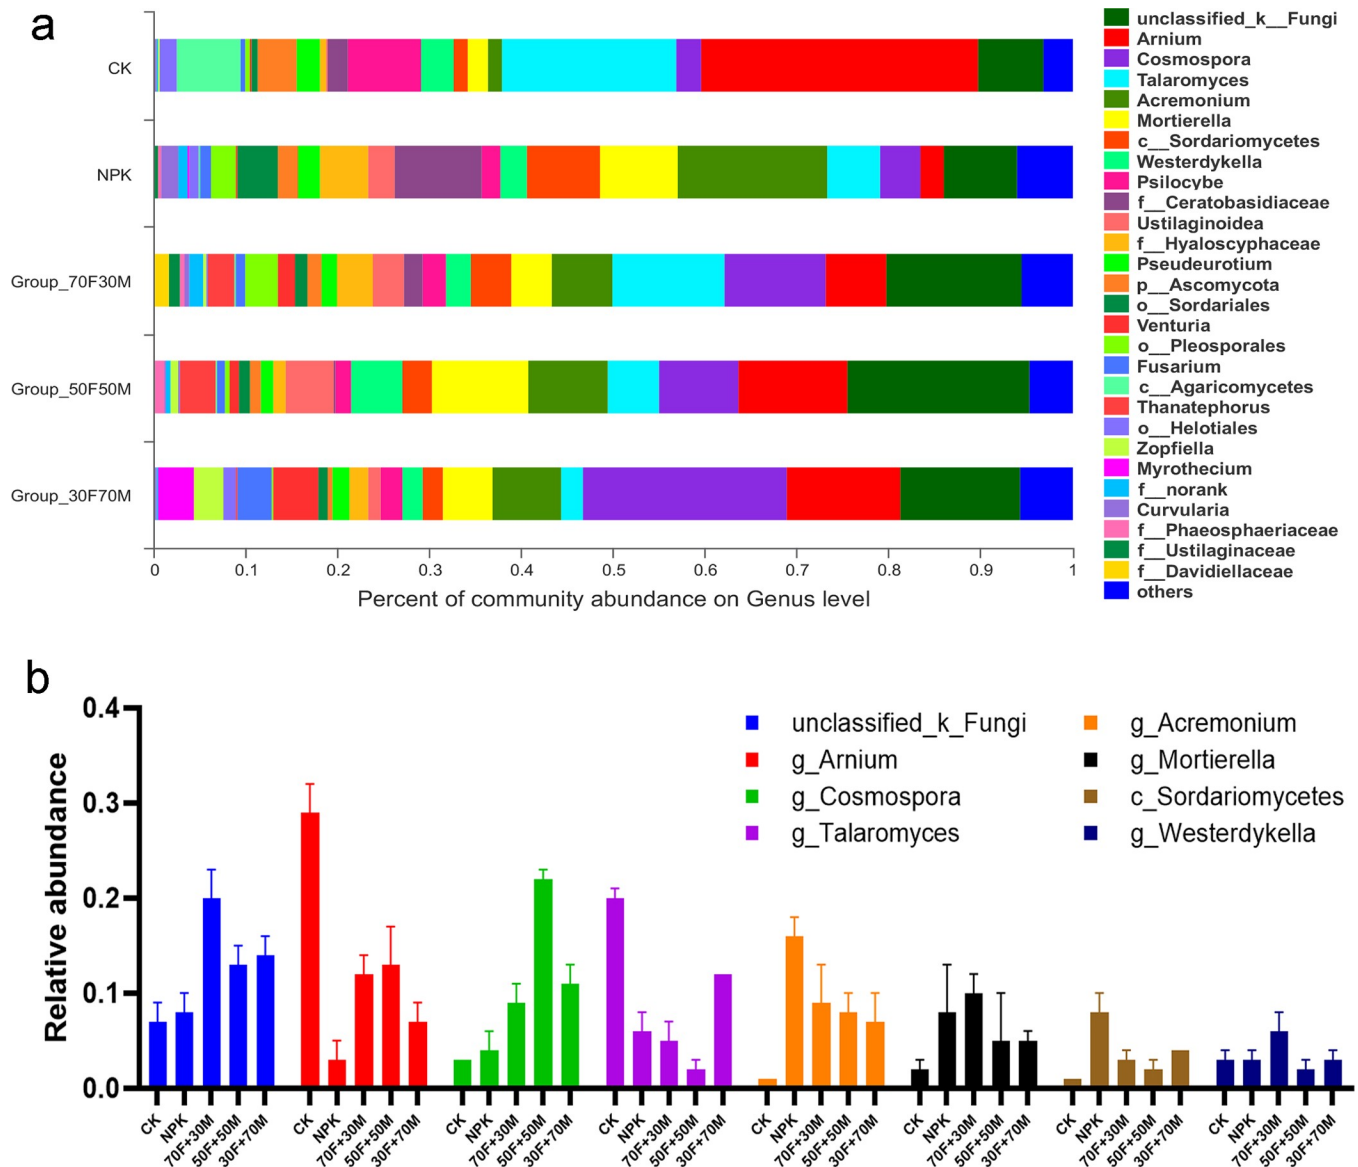 a
CK
NPK
Group_70F30M
Group_50F50M
Group_30F70M
0 0.1 0.2 0.3 0.4 0.5 0.6 0.7 0.8 0.9 1
Percent of community abundance on Genus level
unclassified_k__Fungi
Arnium
Cosmospora
Talaromyces
Acremonium
Mortierella
c__Sordariomycetes
Westerdykella
Psilocybe
f__Ceratobasidiaceae
Ustilaginoidea
f__Hyaloscyphaceae
Pseudeurotium
p__Ascomycota
o__Sordariales
Venturia
o__Pleosporales
Fusarium
c__Agaricomycetes
Thanatephorus
o__Helotiales
Zopfiella
Myrothecium
f__norank
Curvularia
f__Phaeosphaeriaceae
f__Ustilaginaceae
f__Davidiellaceae
others
b
Relative abundance
0.4
0.3
0.2
0.1
0.0
unclassified_k_Fungi
g_Arnium
g_Cosmospora
g_Talaromyces
g_Acremonium
g_Mortierella
c_Sordariomycetes
g_Westerdykella
CK NPK 70F+30M 50F+50M 30F+70M CK NPK 70F+30M 50F+50M 30F+70M CK NPK 70F+30M 50F+50M 30F+70M CK NPK 70F+30M 50F+50M 30F+70M CK NPK 70F+30M 50F+50M 30F+70M CK NPK 70F+30M 50F+50M 30F+70M CK NPK 70F+30M 50F+50M 30F+70M CK NPK 70F+30M 50F+50M 30F+70M